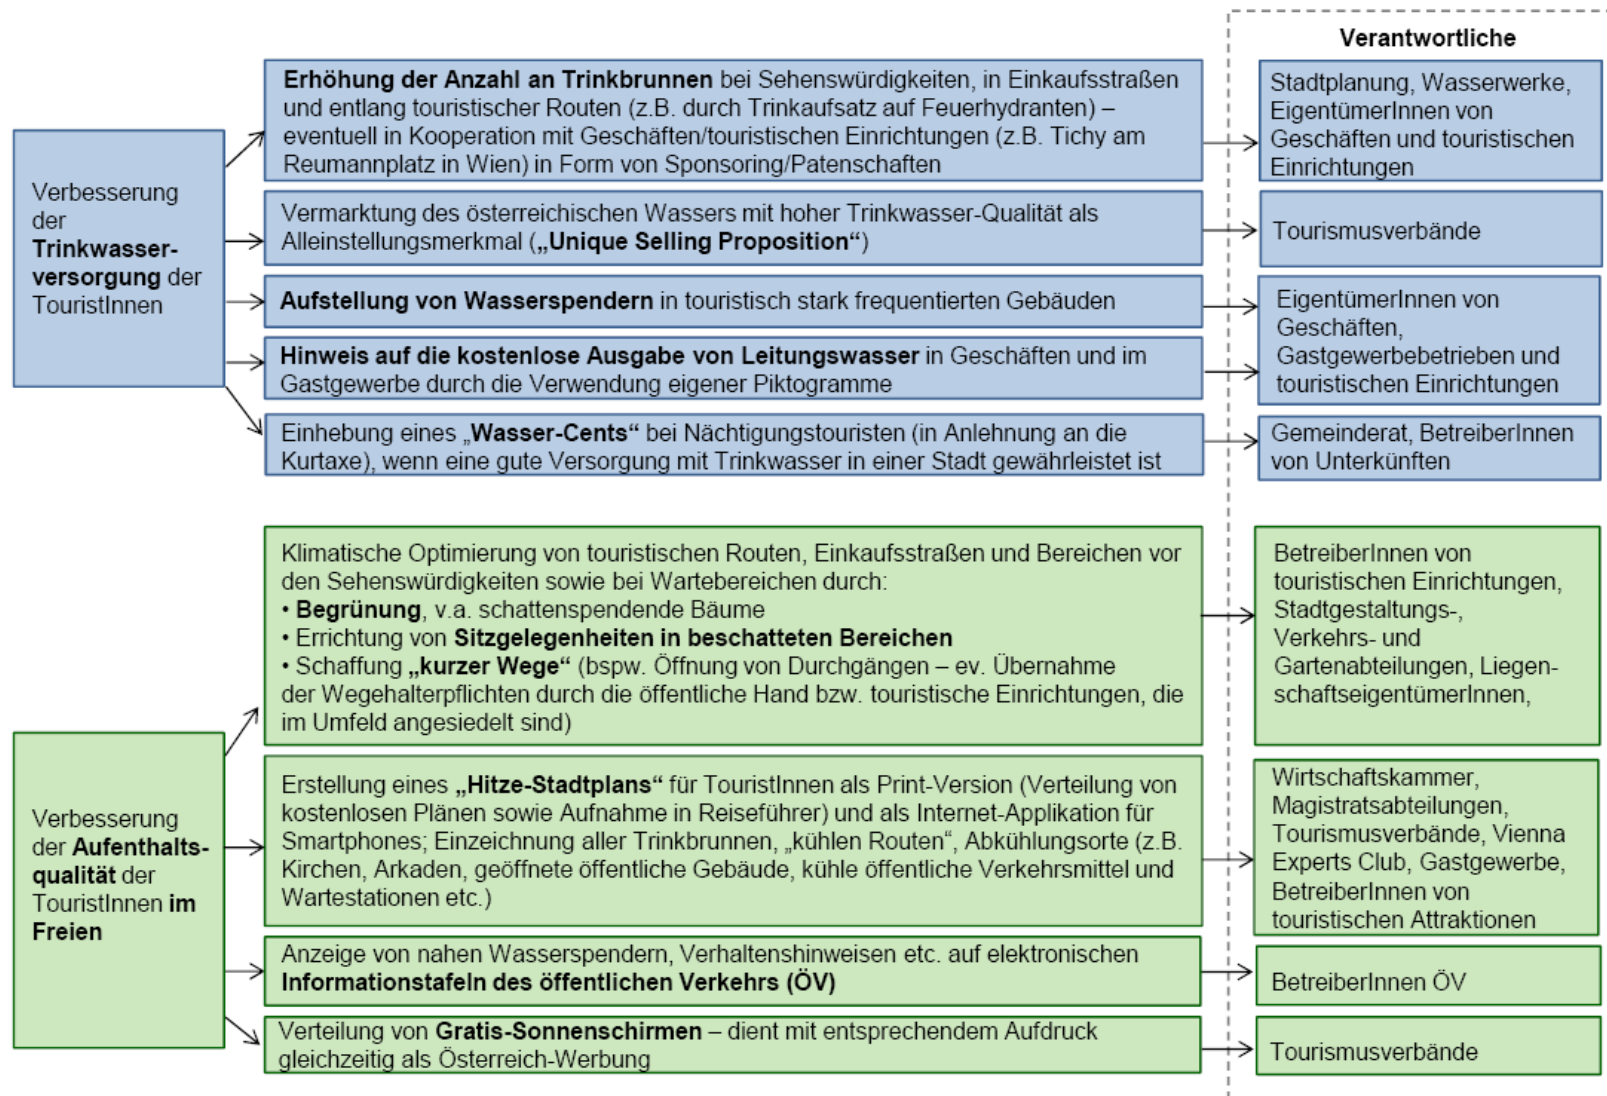 Verantwortliche
Verbesserung
der
Trinkwasser-
versorgung der
TouristInnen
Erhöhung der Anzahl an Trinkbrunnen bei Sehenswürdigkeiten, in Einkaufsstraßen
und entlang touristischer Routen (z.B. durch Trinkaufsatz auf Feuerhydranten) –
eventuell in Kooperation mit Geschäften/touristischen Einrichtungen (z.B. Tichy am
Reumannplatz in Wien) in Form von Sponsoring/Patenschaften
Stadtplanung, Wasserwerke,
EigentümerInnen von
Geschäften und touristischen
Einrichtungen
Vermarktung des österreichischen Wassers mit hoher Trinkwasser-Qualität als
Alleinstellungsmerkmal („Unique Selling Proposition“)
Tourismusverbände
Aufstellung von Wasserspendern in touristisch stark frequentierten Gebäuden
Hinweis auf die kostenlose Ausgabe von Leitungswasser in Geschäften und im
Gastgewerbe durch die Verwendung eigener Piktogramme
EigentümerInnen von
Geschäften,
Gastgewerbebetrieben und
touristischen Einrichtungen
Einhebung eines „Wasser-Cents“ bei Nächtigungstouristen (in Anlehnung an die
Kurtaxe), wenn eine gute Versorgung mit Trinkwasser in einer Stadt gewährleistet ist
Gemeinderat, BetreiberInnen
von Unterkünften
Verbesserung
der Aufenthalts-
qualität der
TouristInnen im
Freien
Klimatische Optimierung von touristischen Routen, Einkaufsstraßen und Bereichen vor
den Sehenswürdigkeiten sowie bei Wartebereichen durch:
• Begrünung, v.a. schattenspendende Bäume
• Errichtung von Sitzgelegenheiten in beschatteten Bereichen
• Schaffung „kurzer Wege“ (bspw. Öffnung von Durchgängen – ev. Übernahme
der Wegehalterpflichten durch die öffentliche Hand bzw. touristische Einrichtungen, die
im Umfeld angesiedelt sind)
BetreiberInnen von
touristischen Einrichtungen,
Stadtgestaltungs-,
Verkehrs- und
Gartenabteilungen, Liegen-
schaftseigentümerInnen,
Erstellung eines „Hitze-Stadtplans“ für TouristInnen als Print-Version (Verteilung von
kostenlosen Plänen sowie Aufnahme in Reiseführer) und als Internet-Applikation für
Smartphones; Einzeichnung aller Trinkbrunnen, „kühlen Routen“, Abkühlungsorte (z.B.
Kirchen, Arkaden, geöffnete öffentliche Gebäude, kühle öffentliche Verkehrsmittel und
Wartestationen etc.)
Wirtschaftskammer,
Magistratsabteilungen,
Tourismusverbände, Vienna
Experts Club, Gastgewerbe,
BetreiberInnen von
touristischen Attraktionen
Anzeige von nahen Wasserspendern, Verhaltenshinweisen etc. auf elektronischen
Informationstafeln des öffentlichen Verkehrs (ÖV)
BetreiberInnen ÖV
Verteilung von Gratis-Sonnenschirmen – dient mit entsprechendem Aufdruck
gleichzeitig als Österreich-Werbung
Tourismusverbände